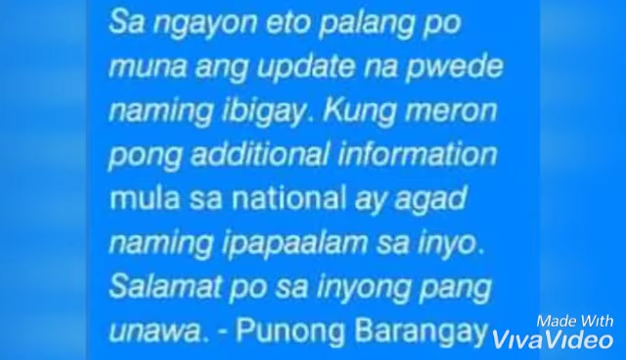 Sa ngayon eto palang po
muna ang update na pwede
naming ibigay. Kung meron
pong additional information
mula sa national ay agad
naming ipapaalam sa inyo.
Salamat po sa inyong pang
unawa. - Punong Barangay
Made With
VivaVideo